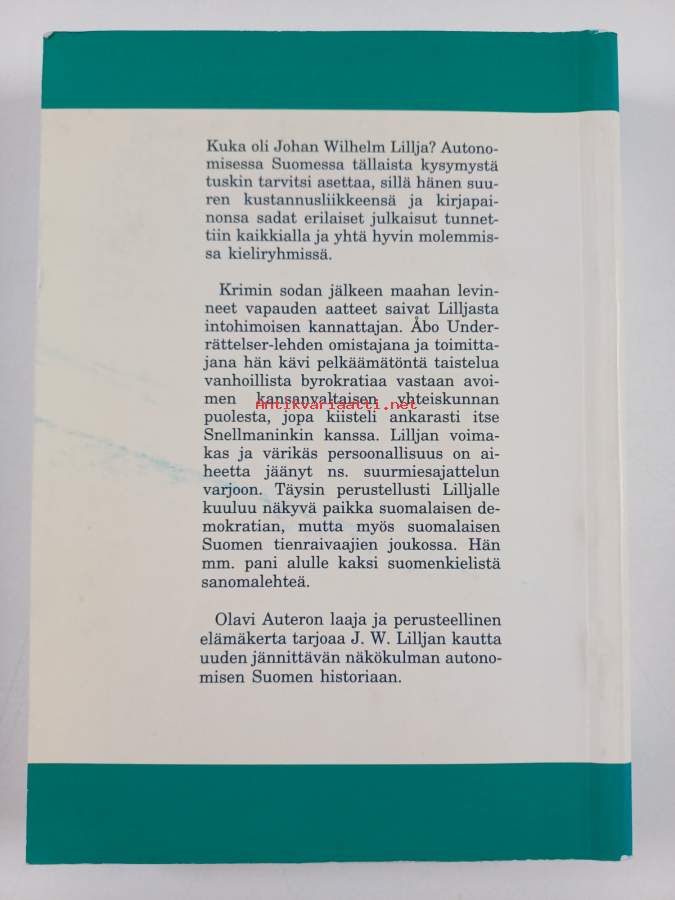 Kuka oli Johan Wilhelm Lillja? Autono-
misessa Suomessa tällaista kysymystä
tuskin tarvitsi asettaa, sillä hänen suu-
ren kustannusliikkeensä ja kirjapai-
nonsa sadat erilaiset julkaisut tunnet-
tiin kaikkialla ja yhtä hyvin molemmis-
sa kieliryhmissä.
Krimin sodan jälkeen maahan levin-
neet vapauden aatteet saivat Lilljasta
intohimoisen kannattajan. Åbo Under-
rättelser-lehden omistajana ja toimitta-
jana hän kävi pelkäämätöntä taistelua
vanhoillista byrokratiaa vastaan avoi-
men kansanvaltaisen yhteiskunnan
Antikvariaatti.net
puolesta, jopa kiisteli ankarasti itse
Snellmaninkin kanssa. Lilljan voima-
kas ja värikäs persoonallisuus on ai-
heetta jäänyt ns. suurmiesajattelun
varjoon. Täysin perustellusti Lilljalle
kuuluu näkyvä paikka suomalaisen de-
mokratian, mutta myös suomalaisen
Suomen tienraivaajien joukossa. Hän
mm. pani alulle kaksi suomenkielistä
sanomalehteä.
Olavi Auteron laaja ja perusteellinen
elämäkerta tarjoaa J. W. Lilljan kautta
uuden jännittävän näkökulman autono-
misen Suomen historiaan.